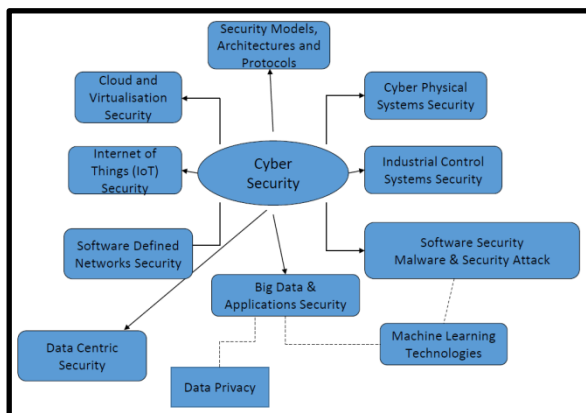 Security Models,
Architectures and
Protocols
Cloud and
Virtualisation
Security
Cyber Physical
Systems Security
Internet of
Things (IoT)
Security
Cyber
Security
Industrial Control
Systems Security
Software Defined
Networks Security
Software Security
Malware & Security Attack
Big Data &
Applications Security
Data Centric
Security
Machine Learning
Technologies
Data Privacy